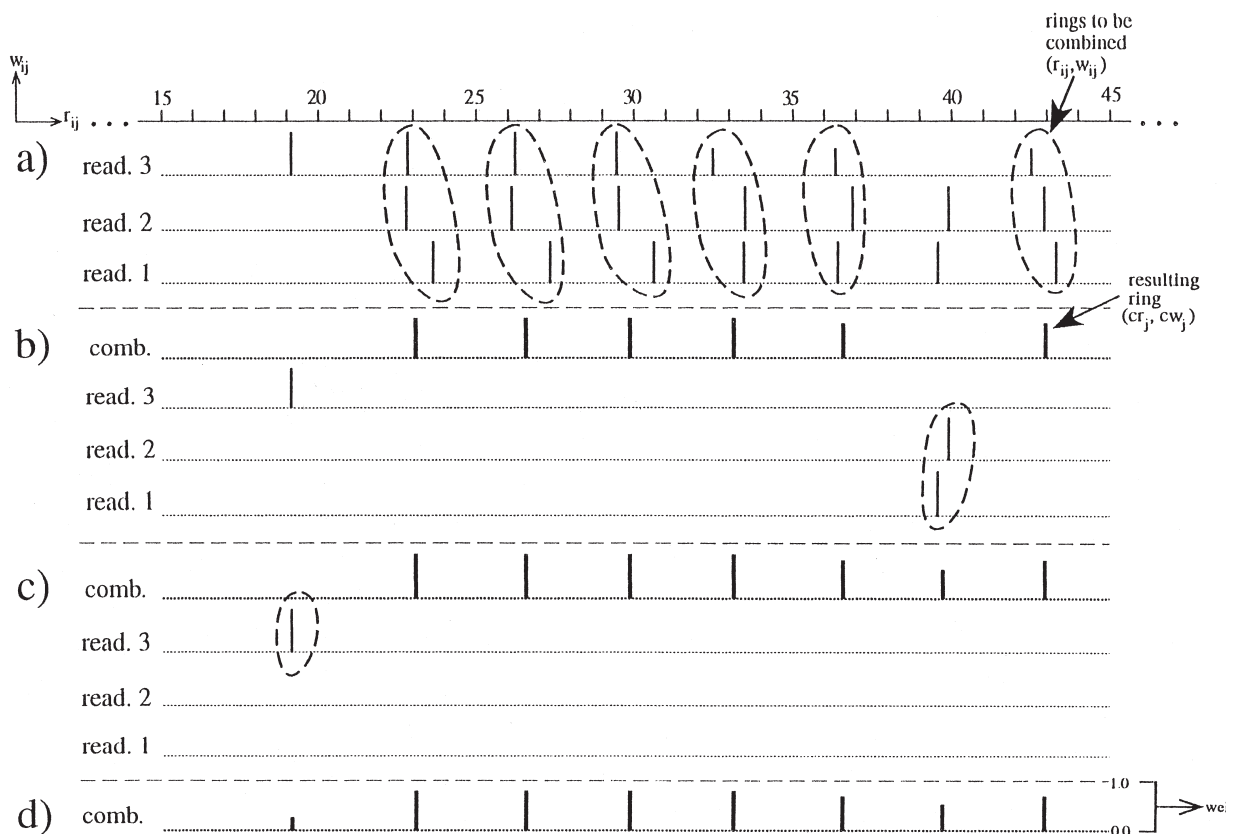 rings to be
combined
(r_ij, w_ij)
w_ij
r_ij . . . 15 20 25 30 35 40 45 . . .
a)
read. 3
read. 2
read. 1
resulting
ring
(cr_j, cw_j)
b)
comb.
read. 3
read. 2
read. 1
c)
comb.
read. 3
read. 2
read. 1
1.0
d)
comb.
0.0